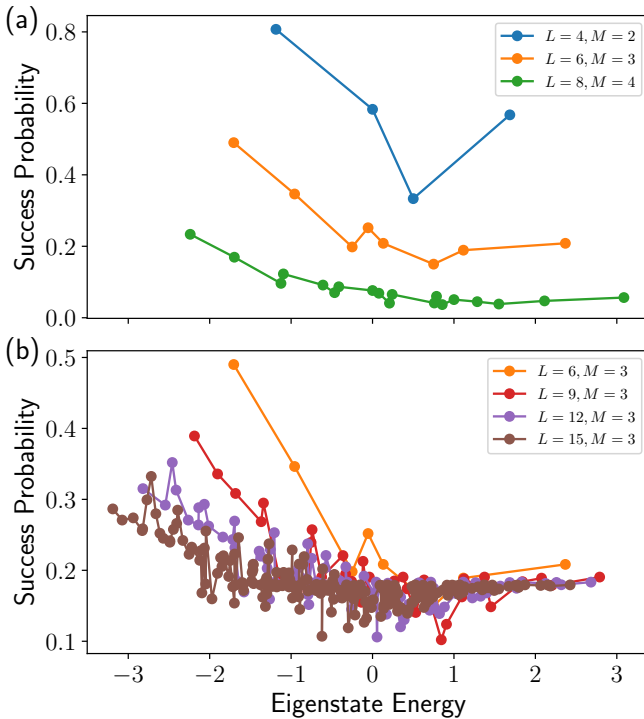 (a)
0.8
0.6
0.4
0.2
0.0
Success Probability
L = 4, M = 2
L = 6, M = 3
L = 8, M = 4
(b)
0.5
0.4
0.3
0.2
0.1
Success Probability
L = 6, M = 3
L = 9, M = 3
L = 12, M = 3
L = 15, M = 3
−3 −2 −1 0 1 2 3
Eigenstate Energy